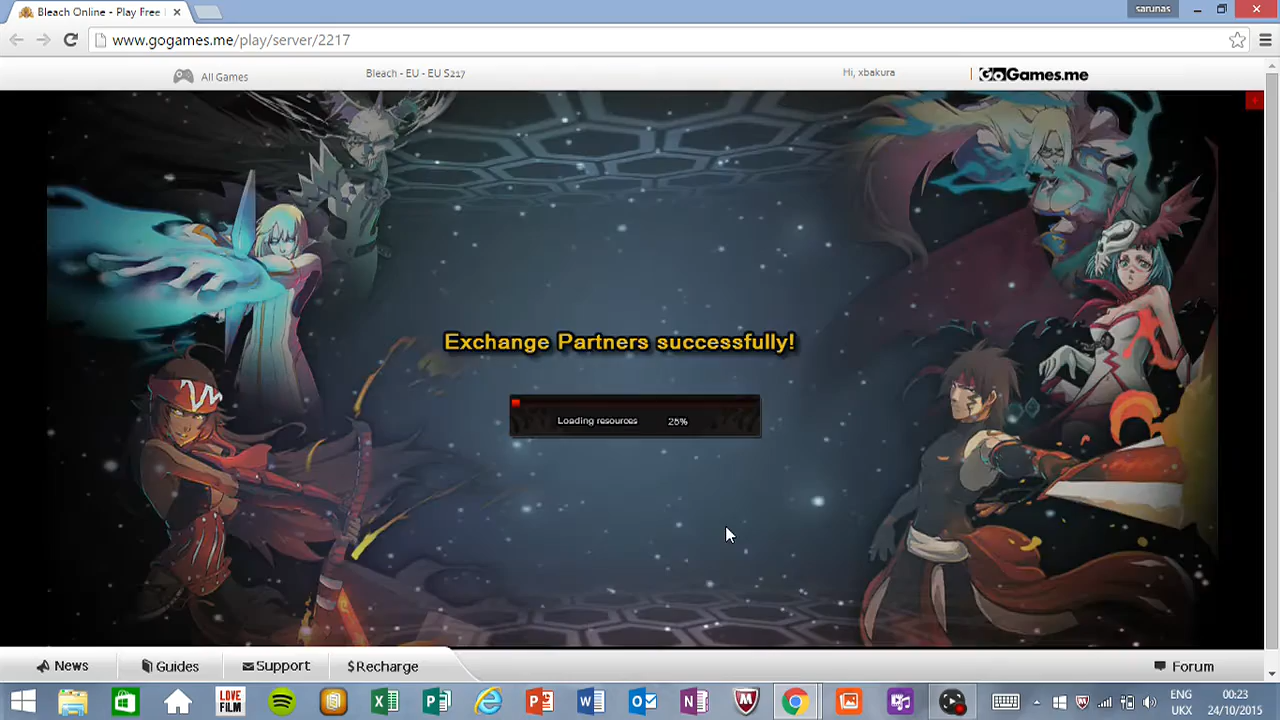 Bleach Online - Play Free
sarunas
www.gogames.me/play/server/2217
All Games
Bleach - EU - EU S217
Hi, xbakura
GoGames.me
Exchange Partners successfully!
Loading resources 28%
News
Guides
Support
$Recharge
Forum
LOVE
FILM
ENG
UKX
00:23
24/10/2015